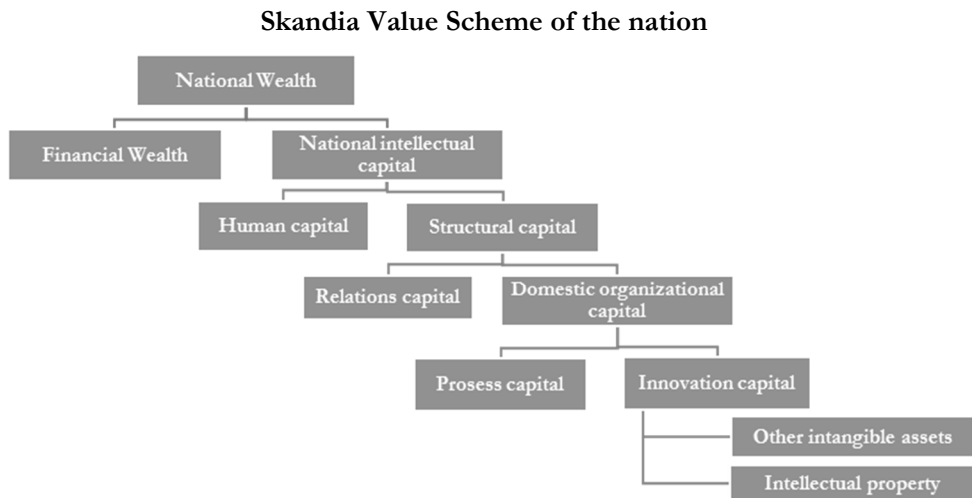 Skandia Value Scheme of the nation
National Wealth
Financial Wealth
National intellectual
capital
Human capital
Structural capital
Relations capital
Domestic organizational
capital
Prosess capital
Innovation capital
Other intangible assets
Intellectual property